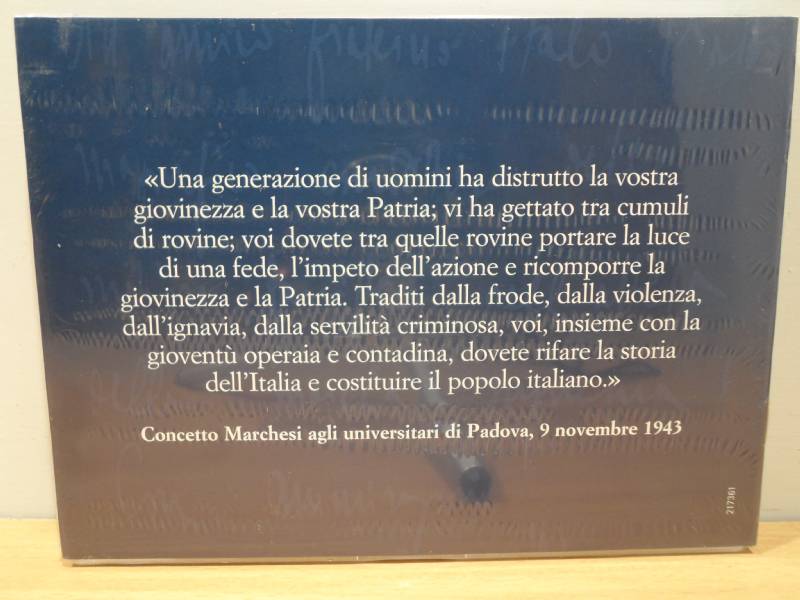 «Una generazione di uomini ha distrutto la vostra
giovinezza e la vostra Patria; vi ha gettato tra cumuli
di rovine; voi dovete tra quelle rovine portare la luce
di una fede, l'impeto dell'azione e ricomporre la
giovinezza e la Patria. Traditi dalla frode, dalla violenza,
dall'ignavia, dalla servilità criminosa, voi, insieme con la
gioventù operaia e contadina, dovete rifare la storia
dell'Italia e costituire il popolo italiano.»
Concetto Marchesi agli universitari di Padova, 9 novembre 1943
217361